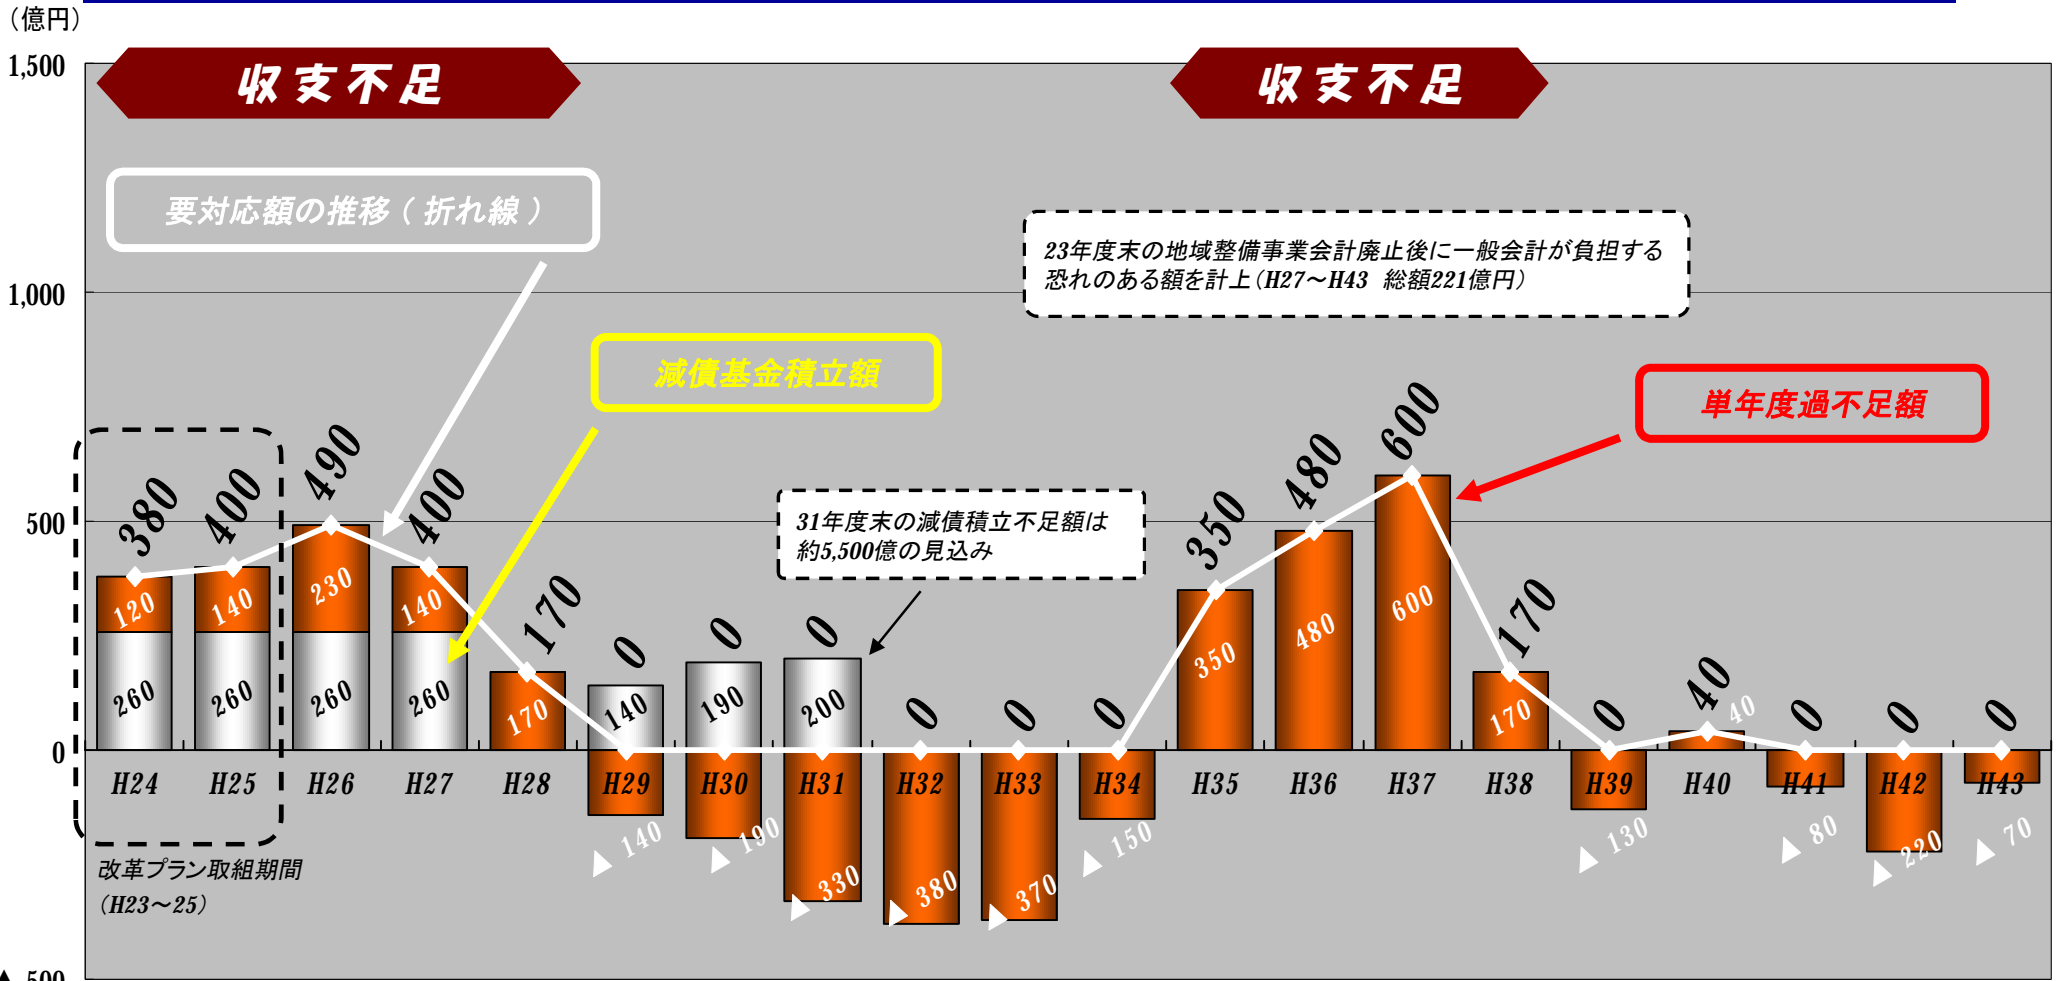 （億円）
1,500
1,000
500
0
▲ 500
収支不足
収支不足
要対応額の推移（折れ線）
23年度末の地域整備事業会計廃止後に一般会計が負担する
恐れのある額を計上（H27～H43　総額221億円）
減債基金積立額
単年度過不足額
31年度末の減債積立不足額は
約5,500億の見込み
380 400 490 400 170 0 0 0 0 0 0 350 480 600 170 0 40 0 0 0
120 140 230 140 170 350 480 600 170 40
260 260 260 260 140 190 200
H24 H25 H26 H27 H28 H29 H30 H31 H32 H33 H34 H35 H36 H37 H38 H39 H40 H41 H42 H43
▲ 140 ▲ 190 ▲ 330 ▲ 380 ▲ 370 ▲ 150 ▲ 130 ▲ 80 ▲ 220 ▲ 70
改革プラン取組期間
（H23～25）